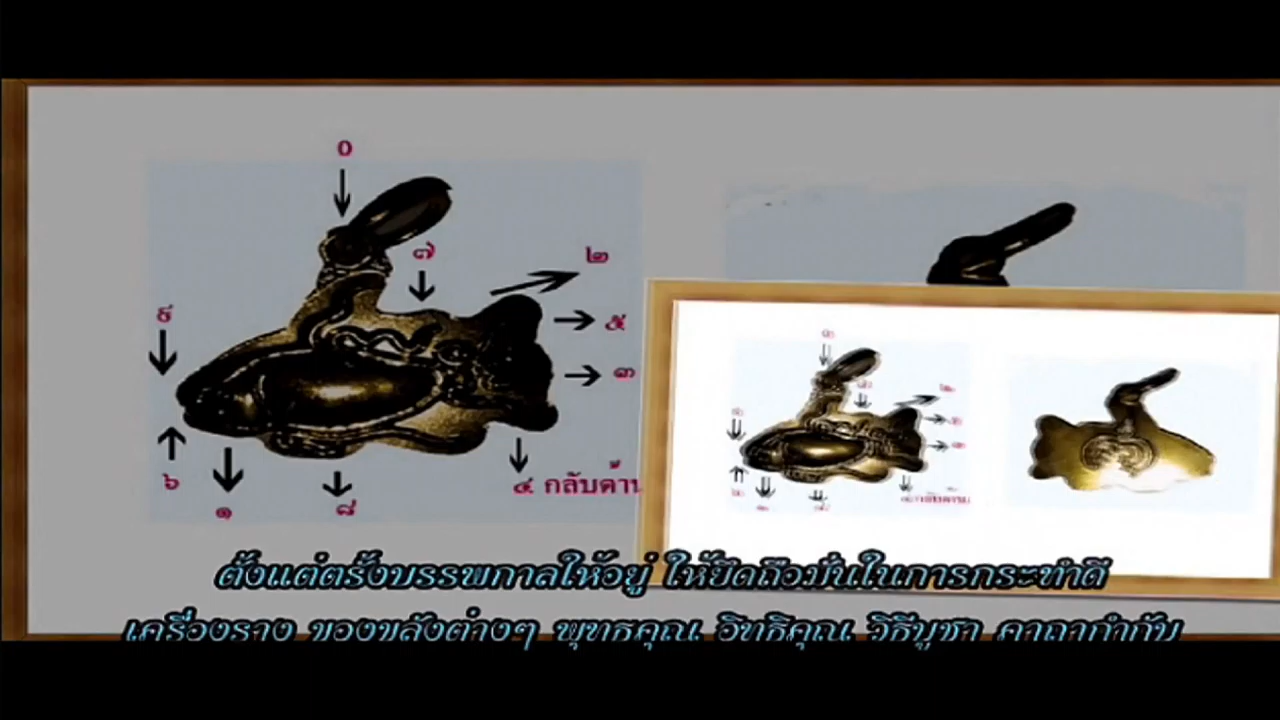 ๐
๗
๒
๕
๓
๖
๑
๘
๔ กลับด้าน
ตั้งแต่ครั้งบรรพกาลให้อยู่ ให้ยึดถือมั่นในการกระทำดี
เครื่องราง ของขลังต่างๆ พุทธคุณ อิทธิคุณ วิธีบูชา คาถากำกับ